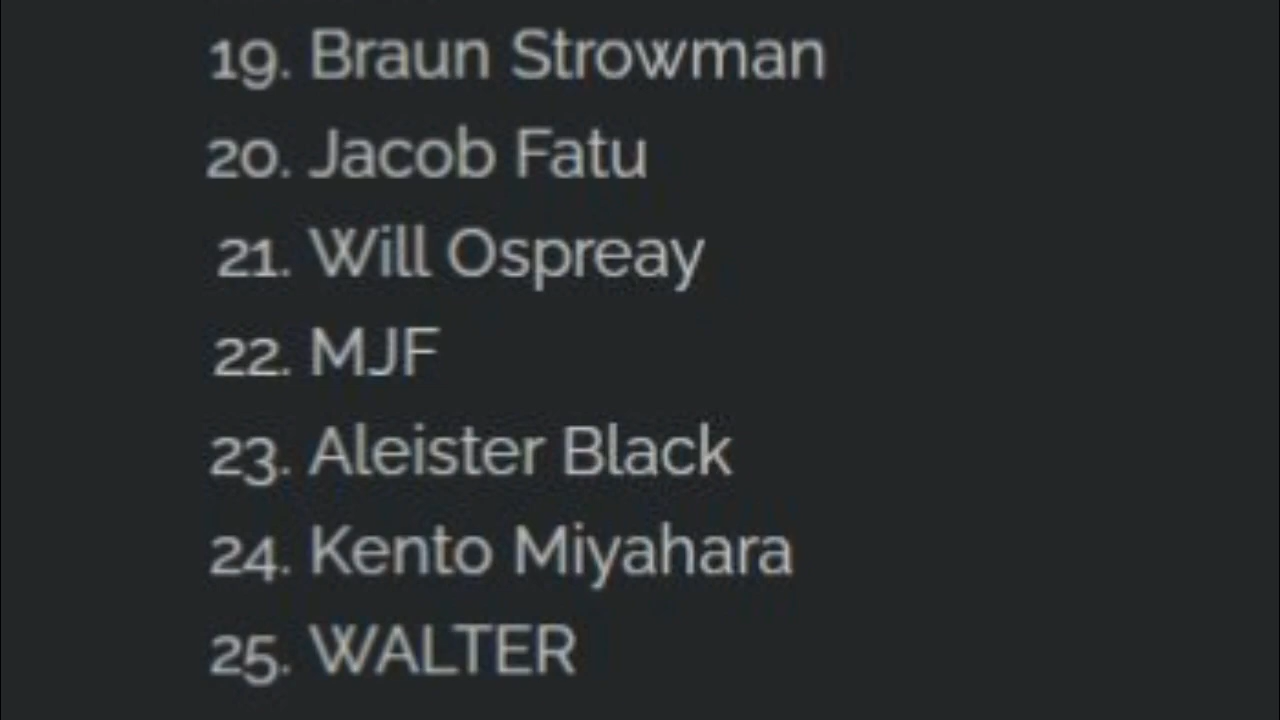 19. Braun Strowman
20. Jacob Fatu
21. Will Ospreay
22. MJF
23. Aleister Black
24. Kento Miyahara
25. WALTER